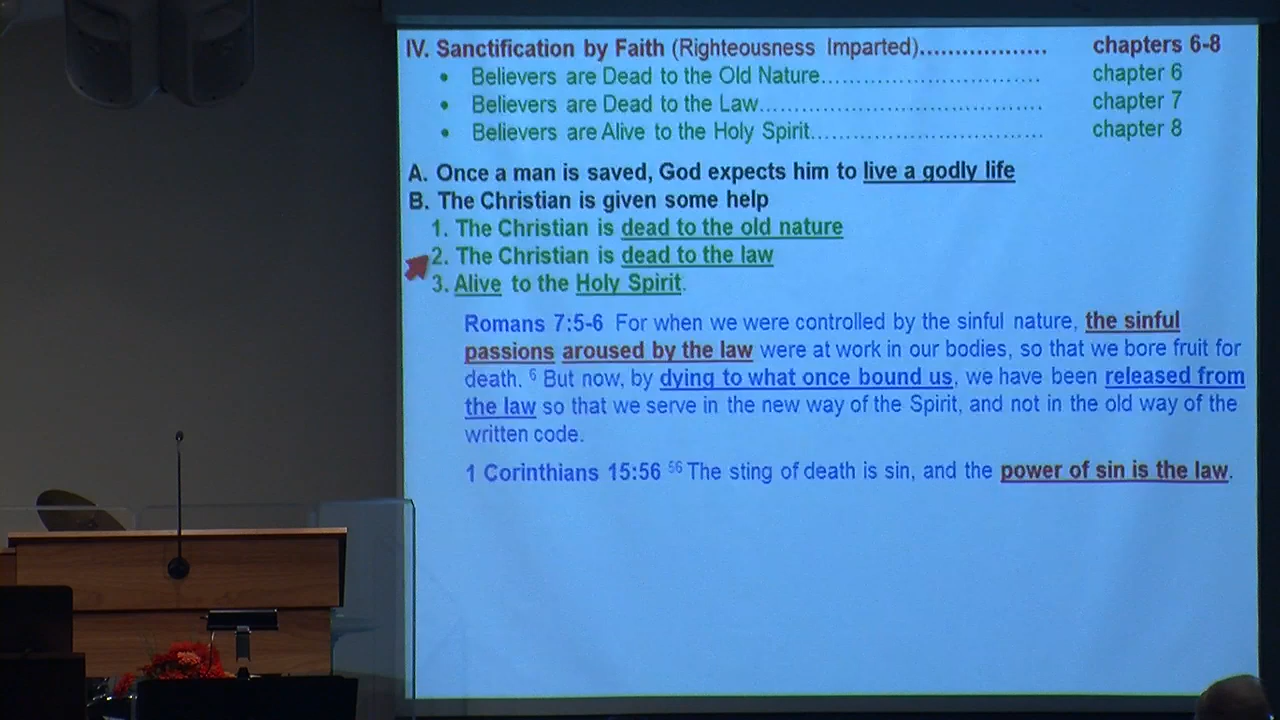 IV. Sanctification by Faith (Righteousness Imparted).................. chapters 6-8
• Believers are Dead to the Old Nature................................. chapter 6
• Believers are Dead to the Law.......................................... chapter 7
• Believers are Alive to the Holy Spirit................................... chapter 8
A. Once a man is saved, God expects him to live a godly life
B. The Christian is given some help
1. The Christian is dead to the old nature
2. The Christian is dead to the law
3. Alive to the Holy Spirit.
Romans 7:5-6 For when we were controlled by the sinful nature, the sinful
passions aroused by the law were at work in our bodies, so that we bore fruit for
death. 6 But now, by dying to what once bound us, we have been released from
the law so that we serve in the new way of the Spirit, and not in the old way of the
written code.
1 Corinthians 15:56 56 The sting of death is sin, and the power of sin is the law.